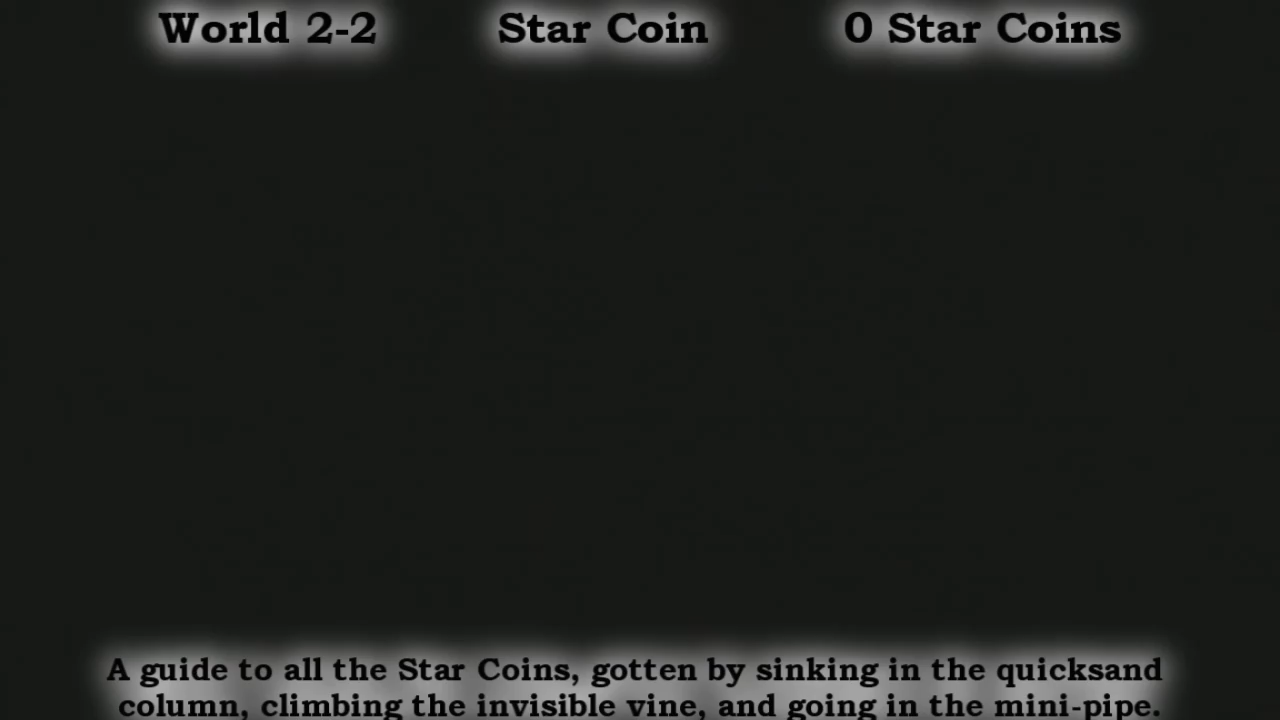 World 2-2 Star Coin 0 Star Coins
A guide to all the Star Coins, gotten by sinking in the quicksand
column, climbing the invisible vine, and going in the mini-pipe.